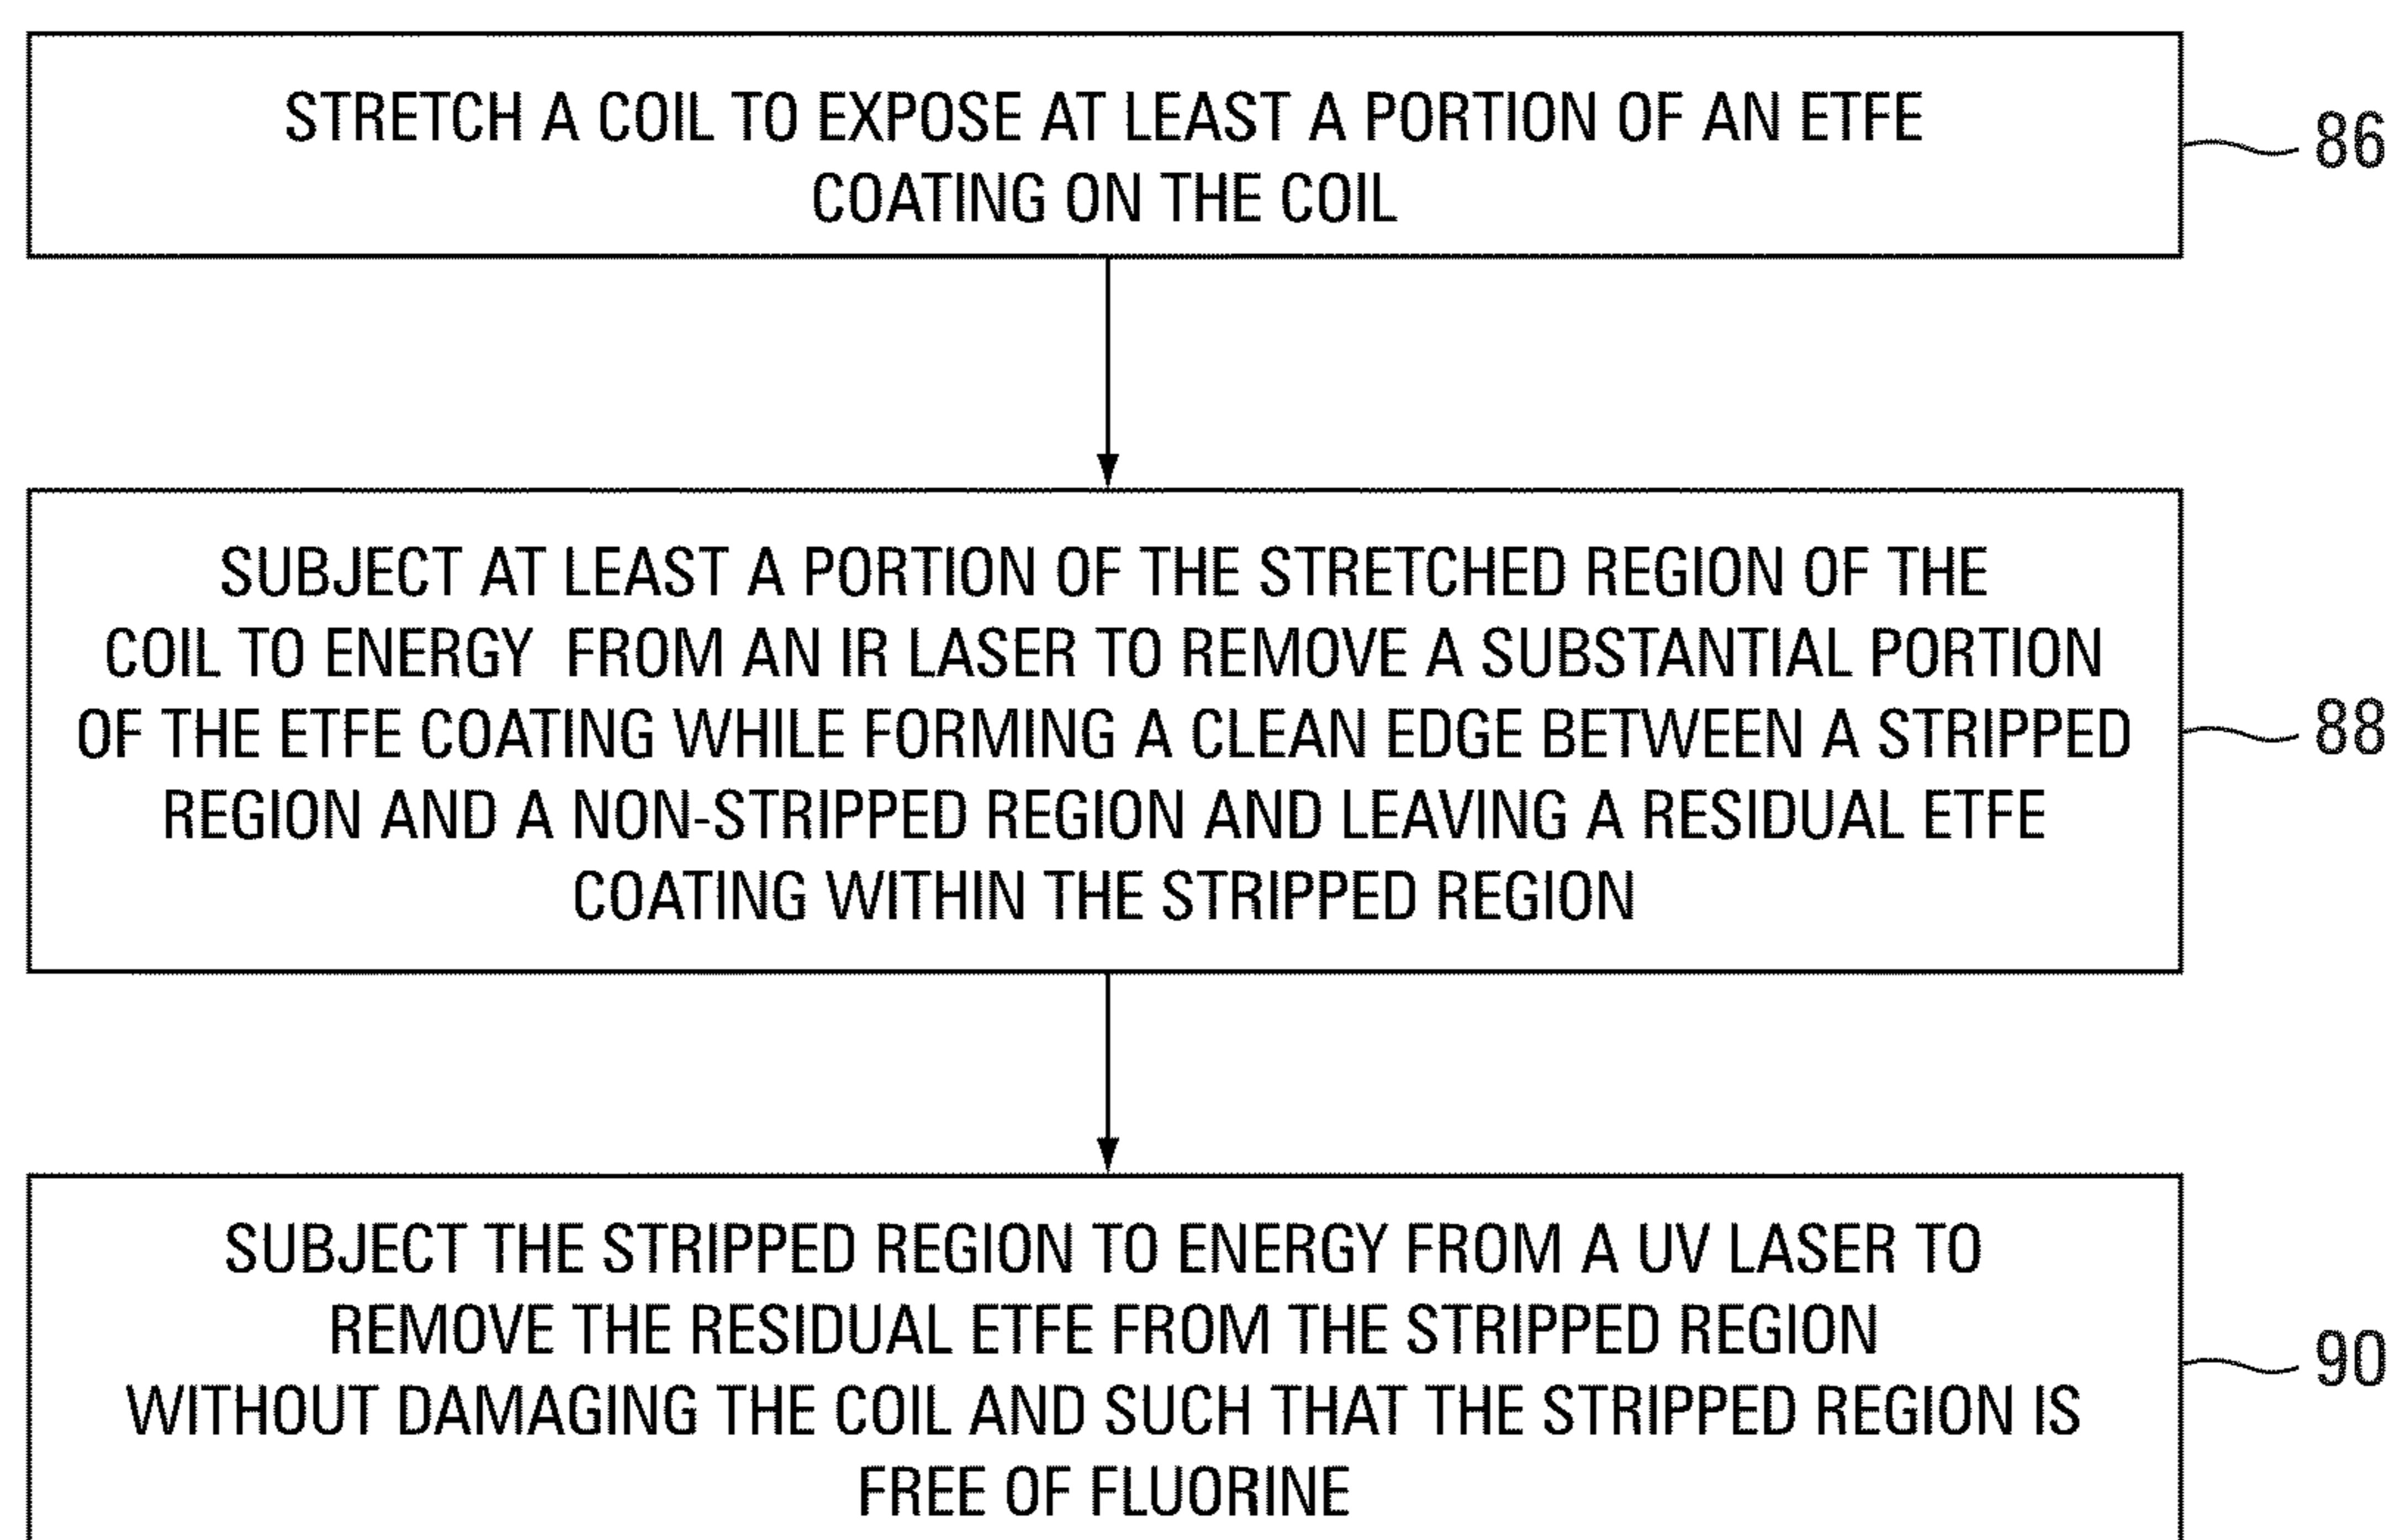 STRETCH A COIL TO EXPOSE AT LEAST A PORTION OF AN ETFE
COATING ON THE COIL
86
SUBJECT AT LEAST A PORTION OF THE STRETCHED REGION OF THE
COIL TO ENERGY FROM AN IR LASER TO REMOVE A SUBSTANTIAL PORTION
OF THE ETFE COATING WHILE FORMING A CLEAN EDGE BETWEEN A STRIPPED
REGION AND A NON-STRIPPED REGION AND LEAVING A RESIDUAL ETFE
COATING WITHIN THE STRIPPED REGION
88
SUBJECT THE STRIPPED REGION TO ENERGY FROM A UV LASER TO
REMOVE THE RESIDUAL ETFE FROM THE STRIPPED REGION
WITHOUT DAMAGING THE COIL AND SUCH THAT THE STRIPPED REGION IS
FREE OF FLUORINE
90